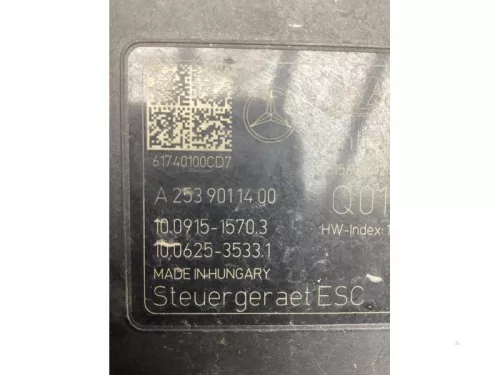 61740100CD7
A 253 901 14 00
Q01
10.0915-1570.3
HW-Index:
10.0625-3533.1
MADE IN HUNGARY
Steuergeraet ESC